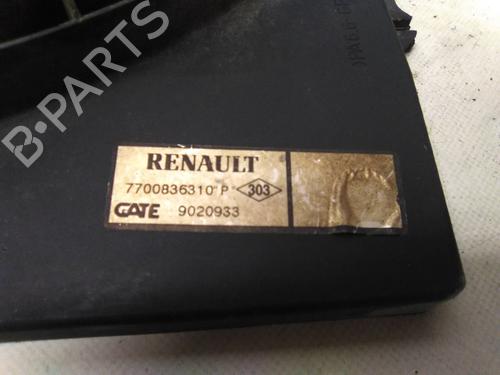 B-PARTS
RENAULT
7700836310 P 303
GATE 9020933